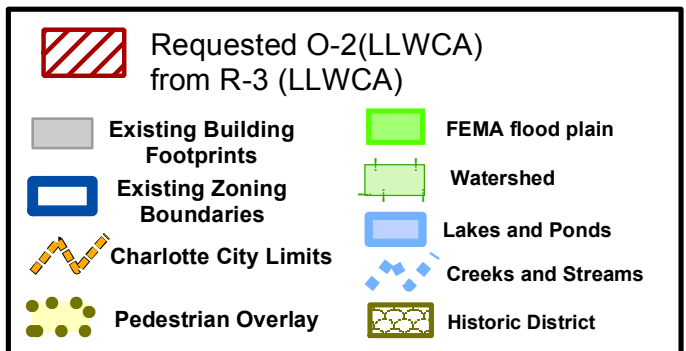 Requested O-2(LLWCA)
from R-3 (LLWCA)
Existing Building
Footprints
Existing Zoning
Boundaries
Charlotte City Limits
Pedestrian Overlay
FEMA flood plain
Watershed
Lakes and Ponds
Creeks and Streams
Historic District